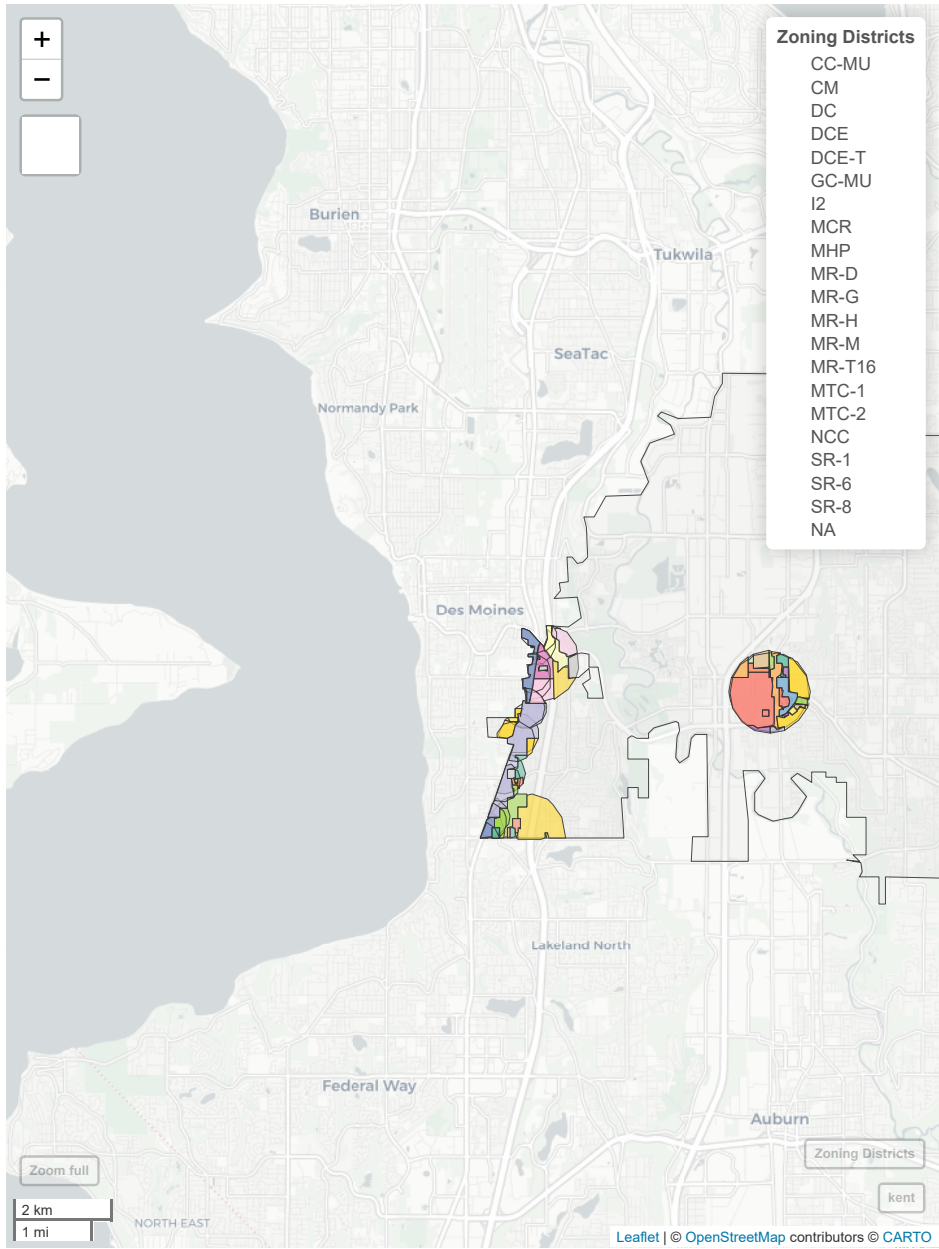 +
−
Zoning Districts
CC-MU
CM
DC
DCE
DCE-T
GC-MU
I2
MCR
MHP
MR-D
MR-G
MR-H
MR-M
MR-T16
MTC-1
MTC-2
NCC
SR-1
SR-6
SR-8
NA
Burien
Tukwila
SeaTac
Normandy Park
Des Moines
Lakeland North
Federal Way
Auburn
Zoning Districts
Zoom full
kent
2 km
1 mi
NORTH EAST
Leaflet | © OpenStreetMap contributors © CARTO